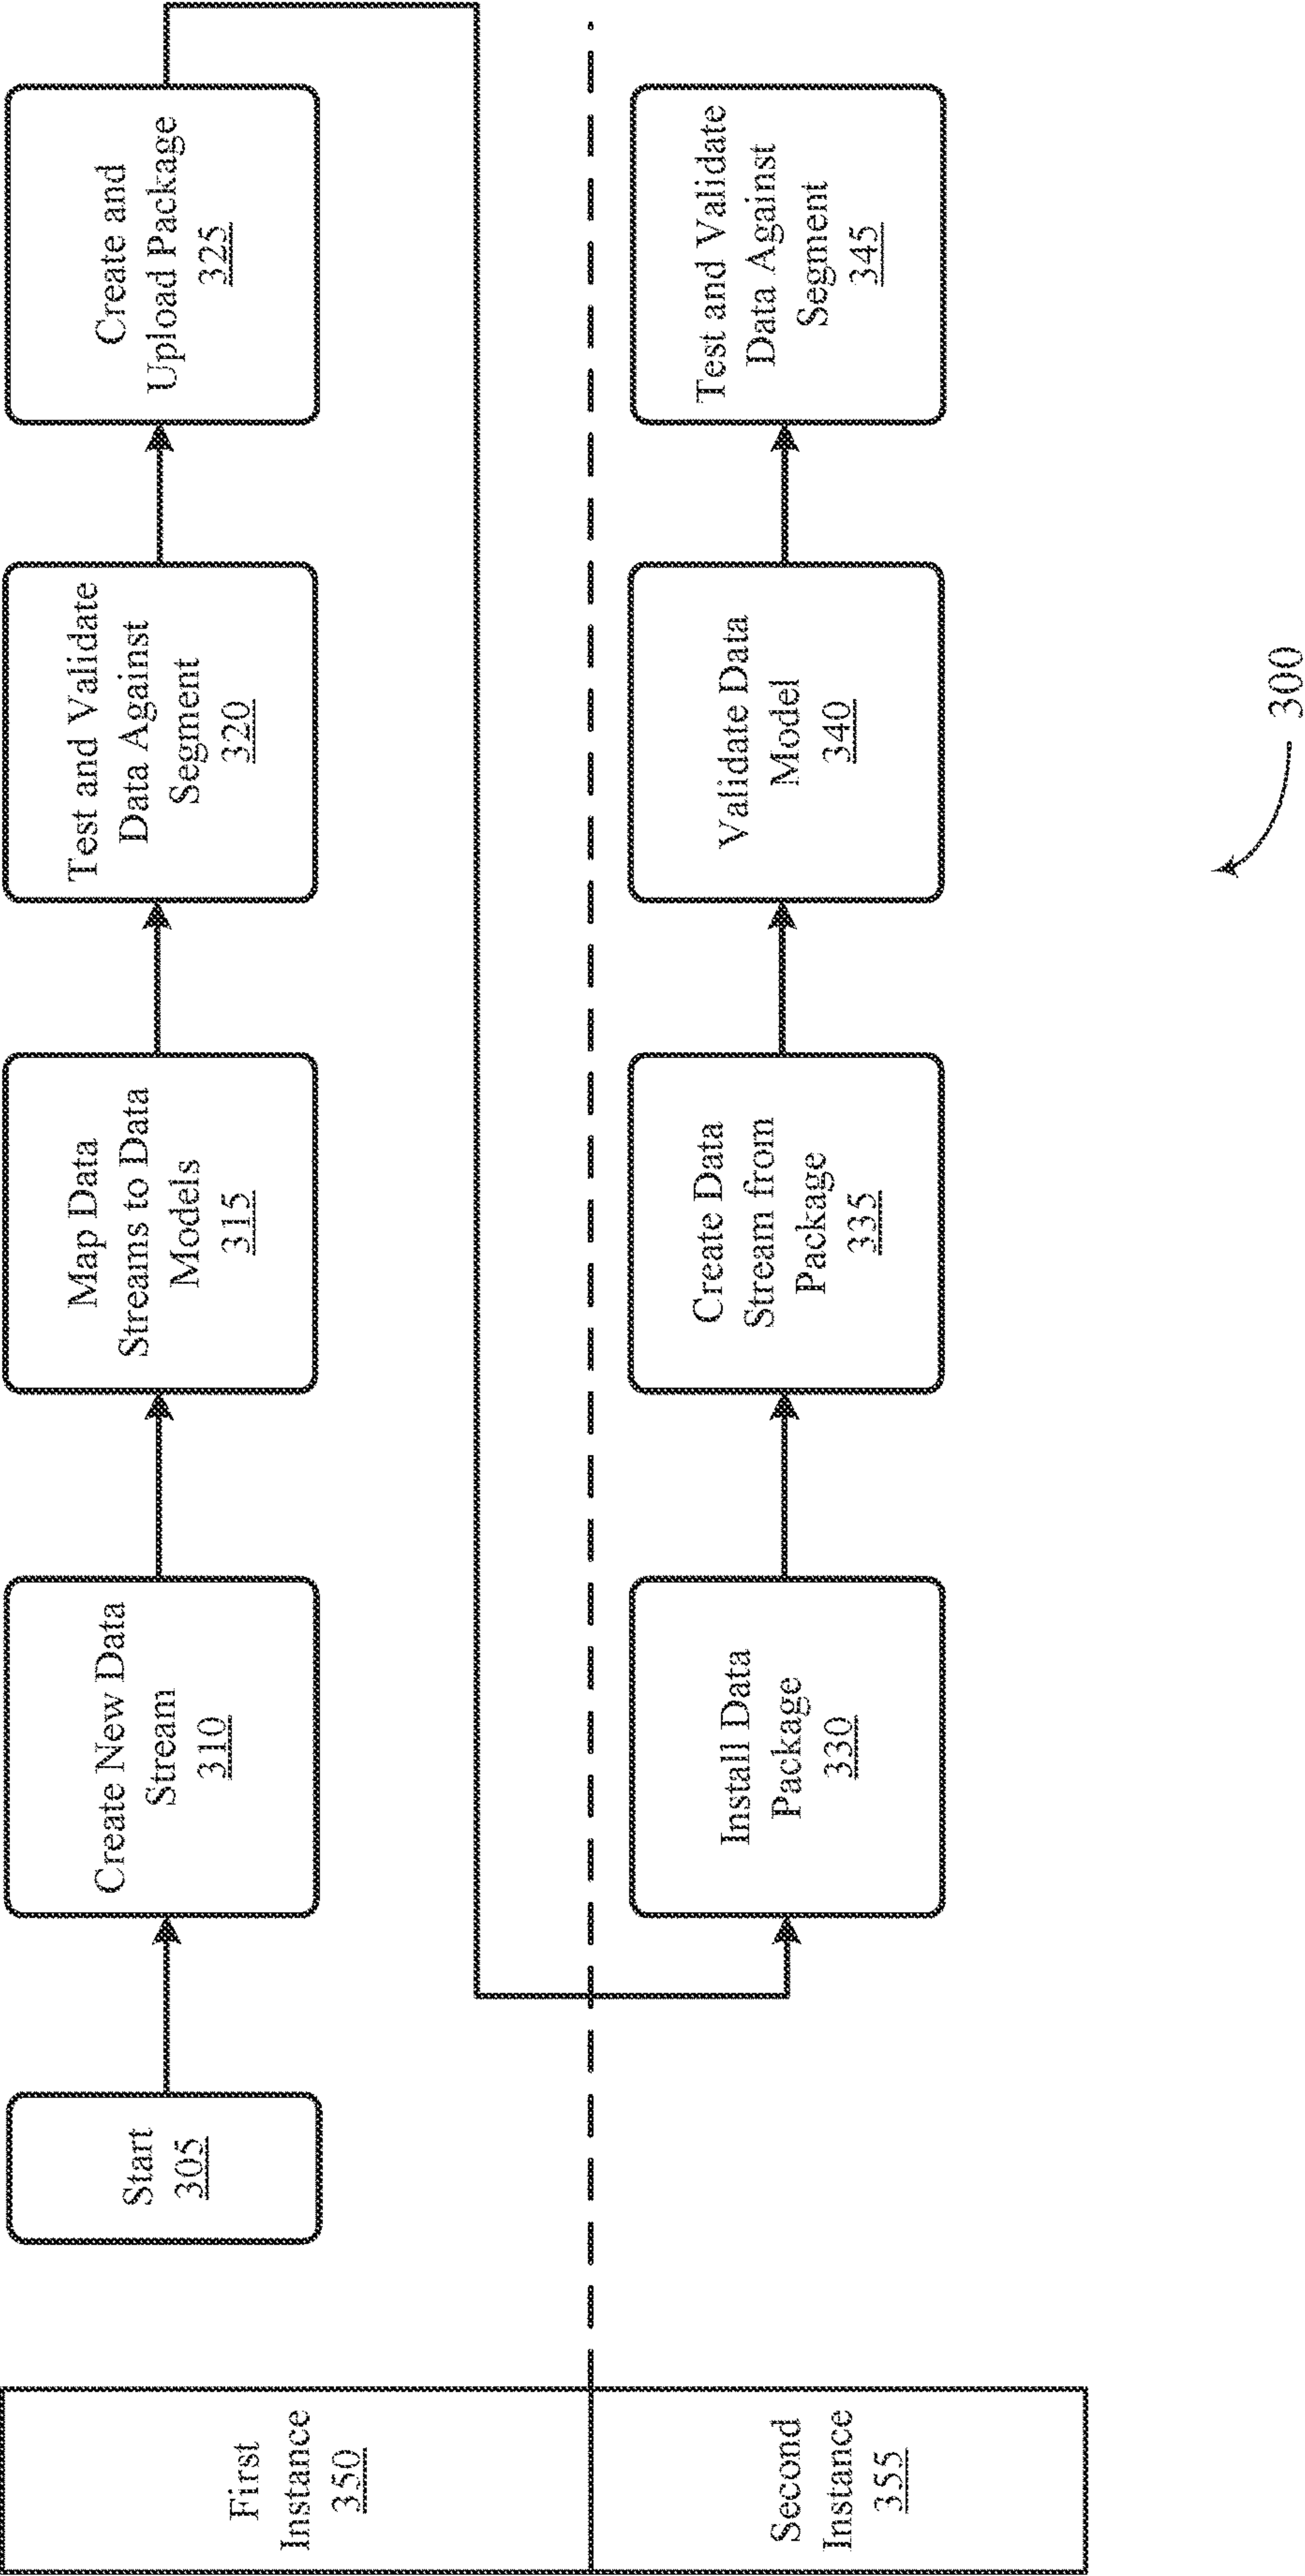 First
Instance
350
Start
305
Create New Data
Stream
310
Map Data
Streams to Data
Models
315
Test and Validate
Data Against
Segment
320
Create and
Upload Package
325
Second
Instance
355
Install Data
Package
330
Create Data
Stream from
Package
335
Validate Data
Model
340
Test and Validate
Data Against
Segment
345
300